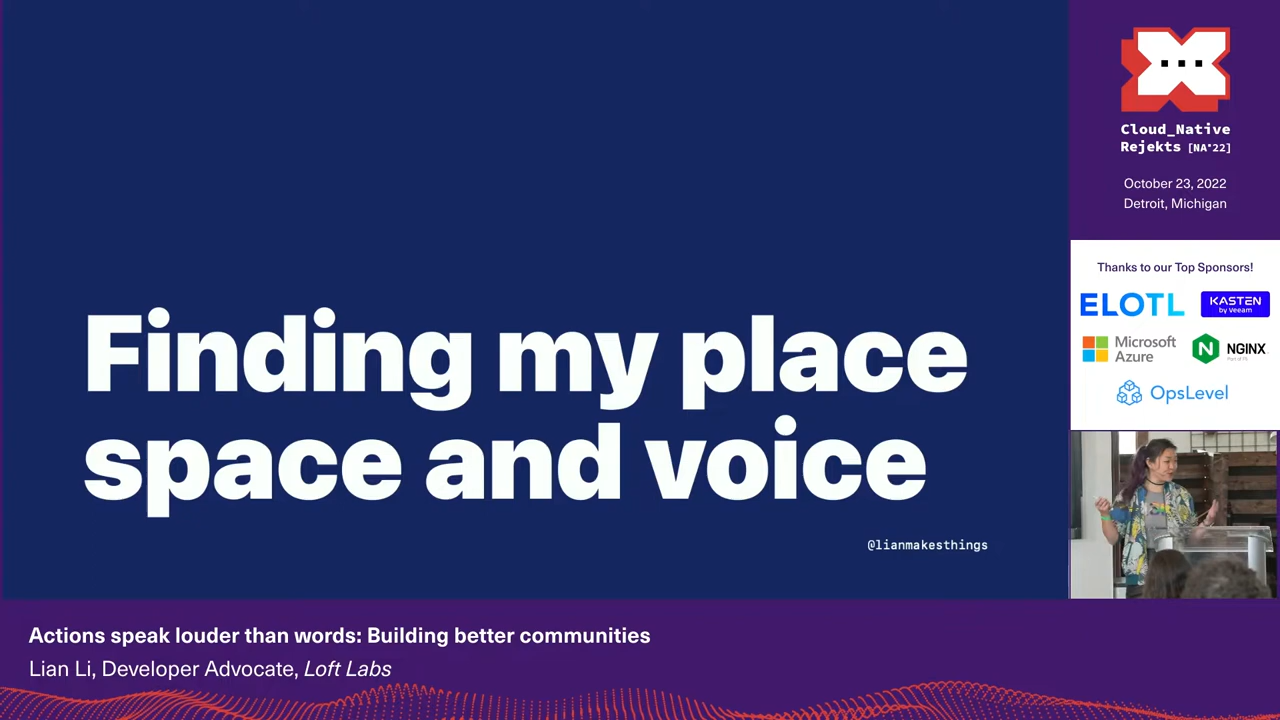 Finding my place
space and voice
@lianmakesthings
Cloud_Native
Rejekts [NA'22]
October 23, 2022
Detroit, Michigan
Thanks to our Top Sponsors!
ELOTL
KASTEN
by Veeam
Microsoft
Azure
NGINX
OpsLevel
Actions speak louder than words: Building better communities
Lian Li, Developer Advocate, Loft Labs